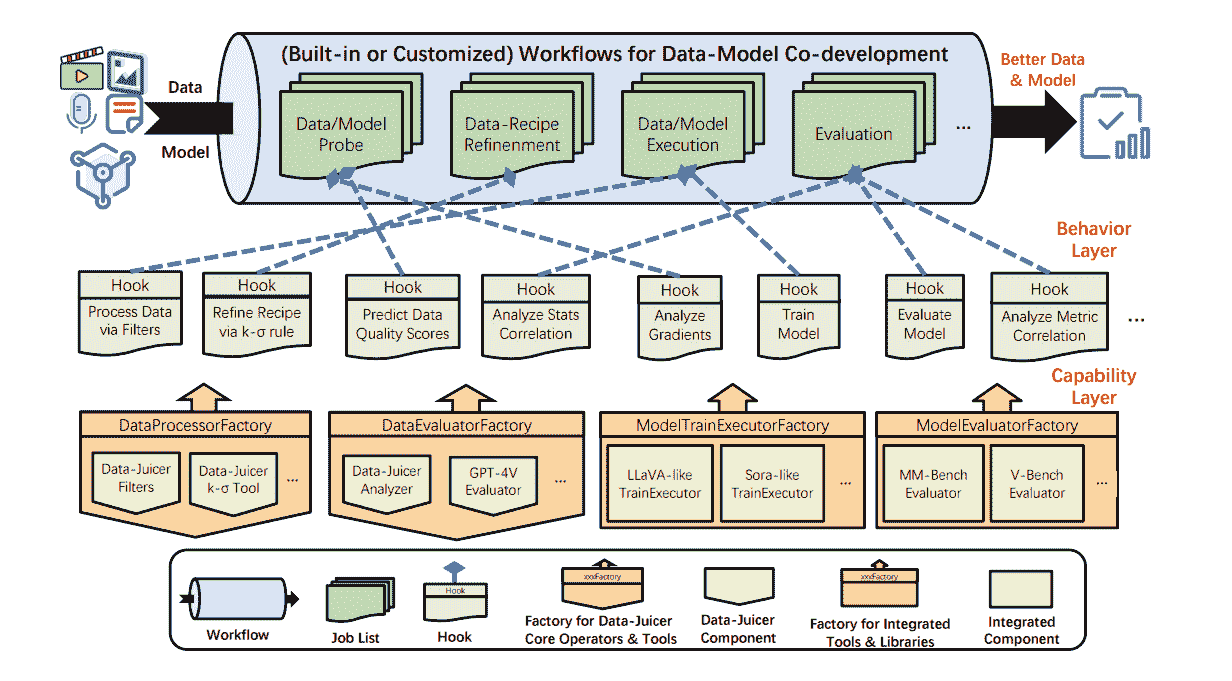 (Built-in or Customized) Workflows for Data-Model Co-development
Data
Model
Data/Model
Probe
Data-Recipe
Refinenment
Data/Model
Execution
Evaluation
...
Better Data
& Model
Behavior
Layer
Hook
Process Data
via Filters
Hook
Refine Recipe
via k-σ rule
Hook
Predict Data
Quality Scores
Hook
Analyze Stats
Correlation
Hook
Analyze
Gradients
Hook
Train
Model
Hook
Evaluate
Model
Hook
Analyze Metric
Correlation
...
Capability
Layer
DataProcessorFactory
Data-Juicer
Filters
Data-Juicer
k-σ Tool
...
DataEvaluatorFactory
Data-Juicer
Analyzer
GPT-4V
Evaluator
...
ModelTrainExecutorFactory
LLaVA-like
TrainExecutor
Sora-like
TrainExecutor
...
ModelEvaluatorFactory
MM-Bench
Evaluator
V-Bench
Evaluator
...
Workflow
Job List
Hook
Hook
xxxFactory
Factory for Data-Juicer
Core Operators & Tools
Data-Juicer
Component
xxxFactory
Factory for Integrated
Tools & Libraries
Integrated
Component